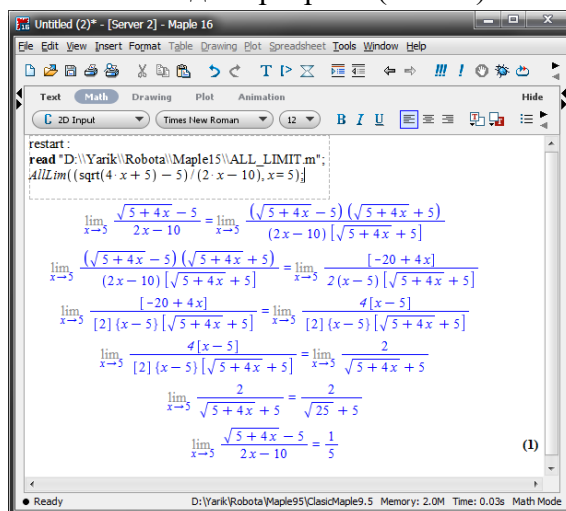 Untitled (2)* - [Server 2] - Maple 16
File Edit View Insert Format Table Drawing Plot Spreadsheet Tools Window Help
Text Math Drawing Plot Animation Hide
C 2D Input Times New Roman 12 B I U
restart :
read "D:\\Yarik\\Robota\\Maple15\\ALL_LIMIT.m";
AllLim((sqrt(4·x + 5) − 5)/(2·x − 10), x = 5);
lim x→5 (√(5 + 4x) − 5)/(2x − 10) = lim x→5 ((√(5 + 4x) − 5)(√(5 + 4x) + 5))/((2x − 10)[√(5 + 4x) + 5])
lim x→5 ((√(5 + 4x) − 5)(√(5 + 4x) + 5))/((2x − 10)[√(5 + 4x) + 5]) = lim x→5 [−20 + 4x]/(2(x − 5)[√(5 + 4x) + 5])
lim x→5 [−20 + 4x]/([2]{x − 5}[√(5 + 4x) + 5]) = lim x→5 4[x − 5]/([2]{x − 5}[√(5 + 4x) + 5])
lim x→5 4[x − 5]/([2]{x − 5}[√(5 + 4x) + 5]) = lim x→5 2/(√(5 + 4x) + 5)
lim x→5 2/(√(5 + 4x) + 5) = 2/(√25 + 5)
lim x→5 (√(5 + 4x) − 5)/(2x − 10) = 1/5 (1)
Ready D:\Yarik\Robota\Maple95\ClasicMaple9.5 Memory: 2.0M Time: 0.03s Math Mode